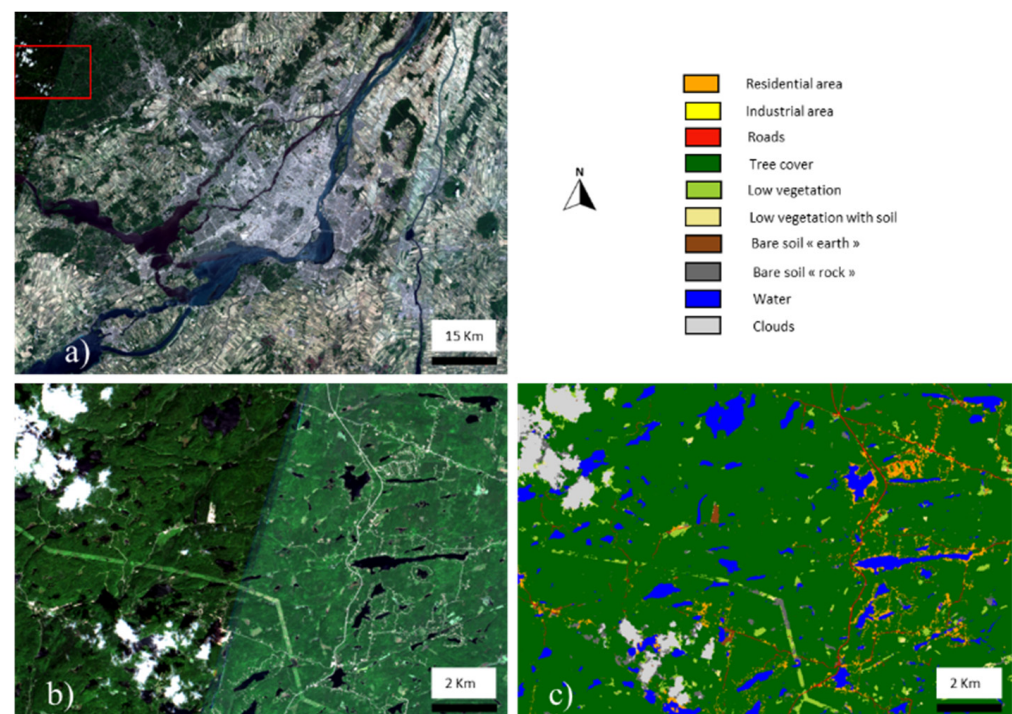 Residential area
Industrial area
Roads
N
Tree cover
Low vegetation
Low vegetation with soil
Bare soil « earth »
Bare soil « rock »
Water
Clouds
15 Km
a)
2 Km
b)
2 Km
c)